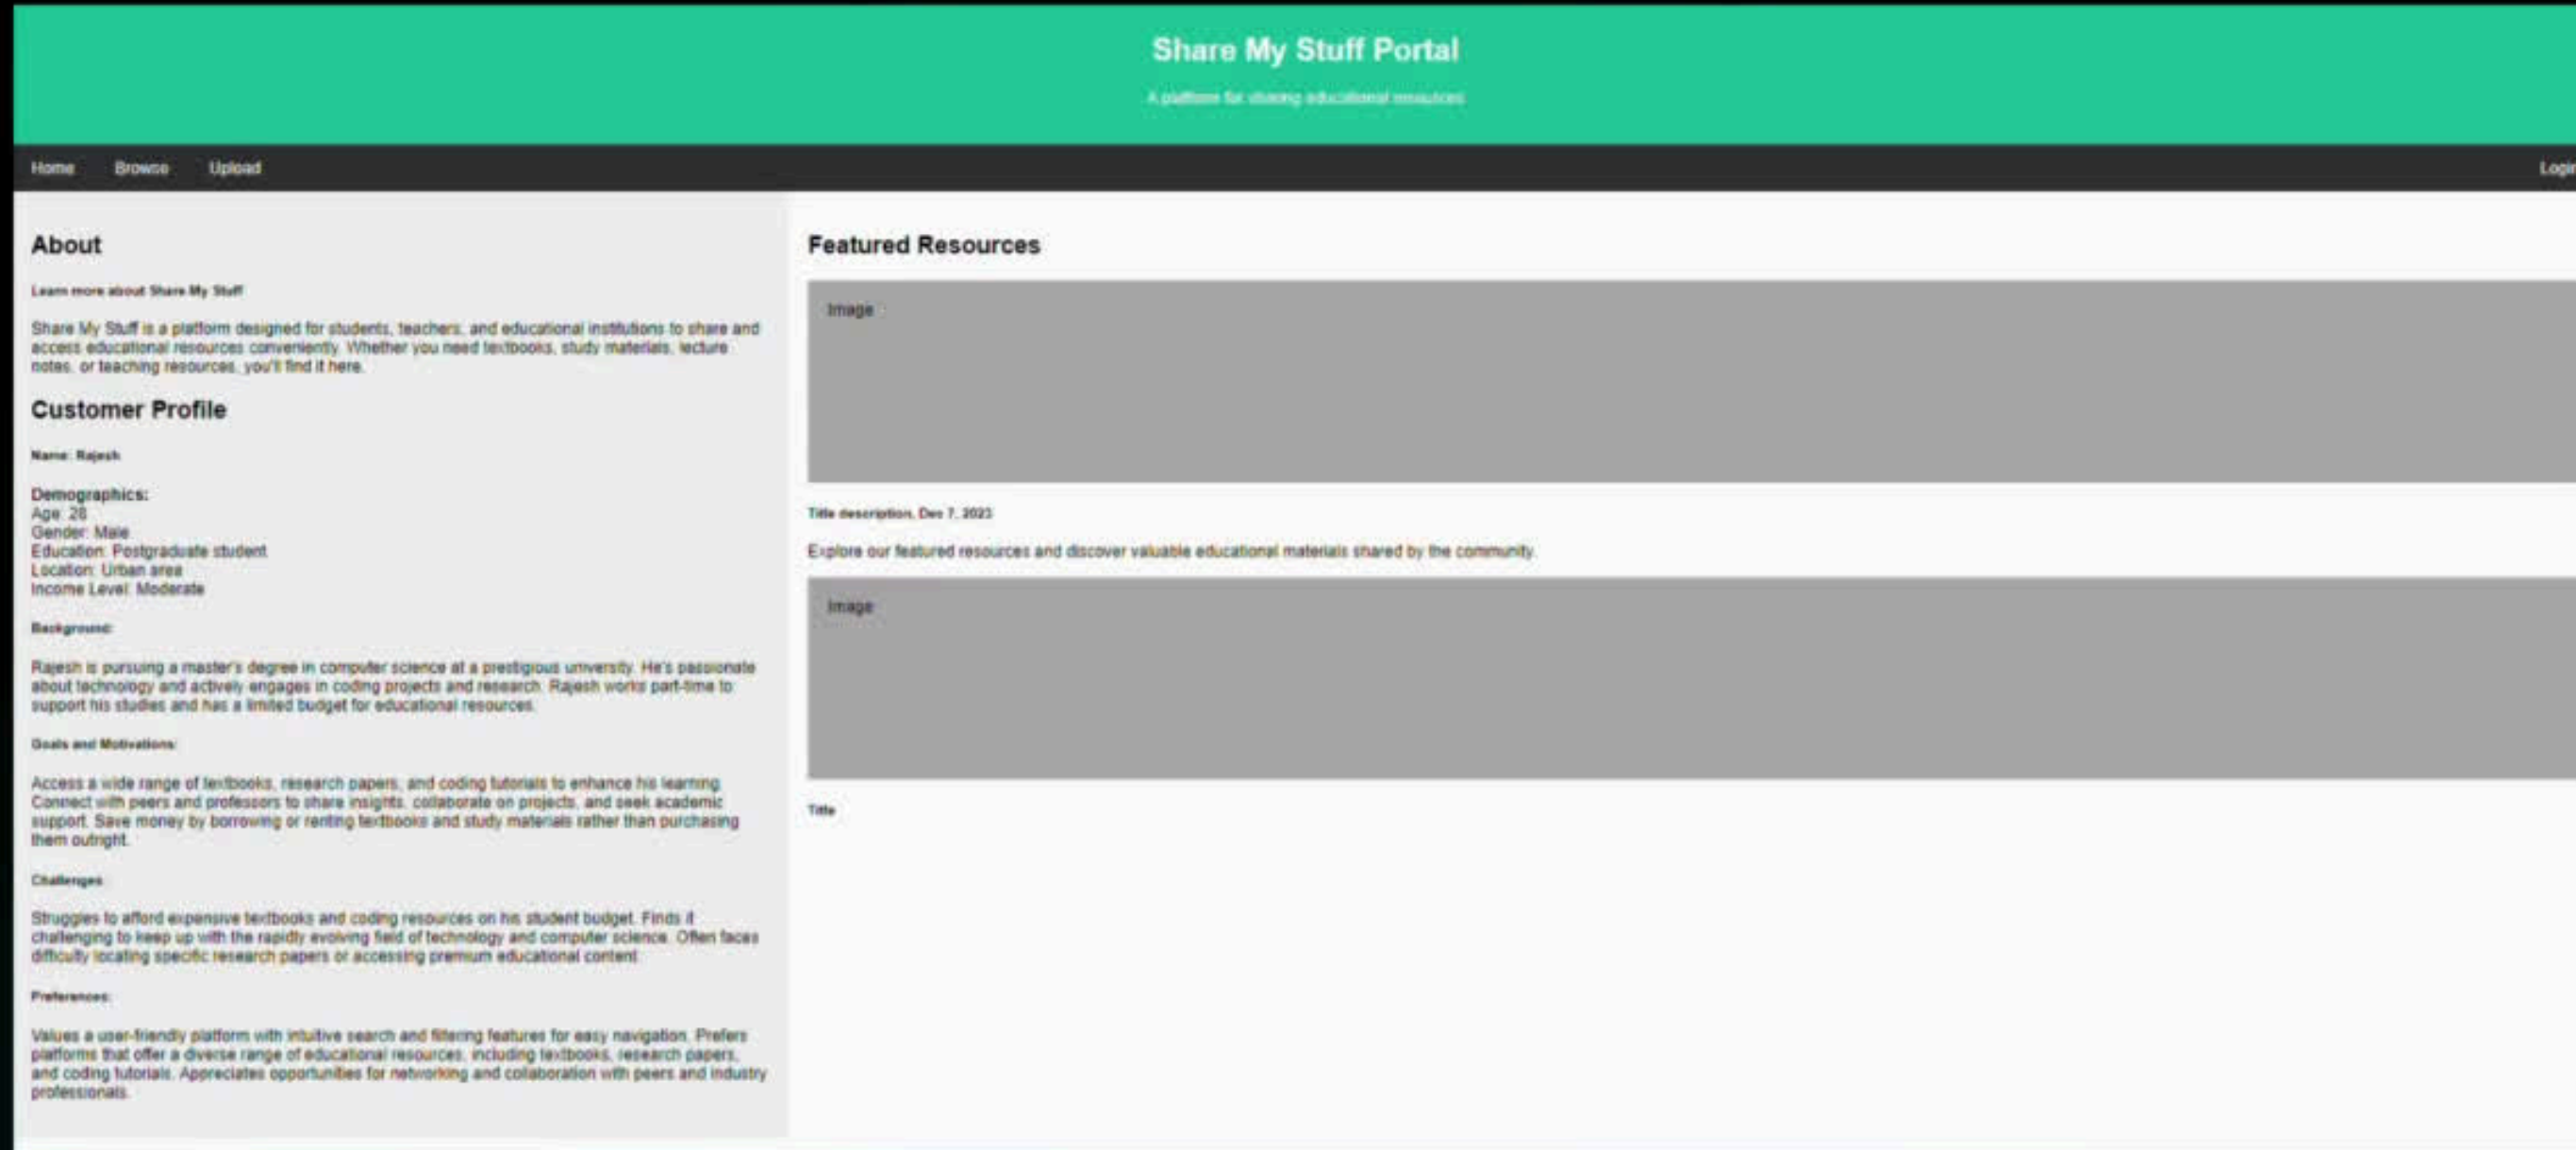 Share My Stuff Portal
A platform for sharing educational resources
Home Browse Upload Login
About
Learn more about Share My Stuff
Share My Stuff is a platform designed for students, teachers, and educational institutions to share and
access educational resources conveniently. Whether you need textbooks, study materials, lecture
notes, or teaching resources, you'll find it here.
Customer Profile
Name: Rajesh
Demographics:
Age: 28
Gender: Male
Education: Postgraduate student
Location: Urban area
Income Level: Moderate
Background:
Rajesh is pursuing a master's degree in computer science at a prestigious university. He's passionate
about technology and actively engages in coding projects and research. Rajesh works part-time to
support his studies and has a limited budget for educational resources.
Goals and Motivations:
Access a wide range of textbooks, research papers, and coding tutorials to enhance his learning.
Connect with peers and professors to share insights, collaborate on projects, and seek academic
support. Save money by borrowing or renting textbooks and study materials rather than purchasing
them outright.
Challenges:
Struggles to afford expensive textbooks and coding resources on his student budget. Finds it
challenging to keep up with the rapidly evolving field of technology and computer science. Often faces
difficulty locating specific research papers or accessing premium educational content.
Preferences:
Values a user-friendly platform with intuitive search and filtering features for easy navigation. Prefers
platforms that offer a diverse range of educational resources, including textbooks, research papers,
and coding tutorials. Appreciates opportunities for networking and collaboration with peers and industry
professionals.
Featured Resources
Image
Title description, Dec 7, 2023
Explore our featured resources and discover valuable educational materials shared by the community.
Image
Title